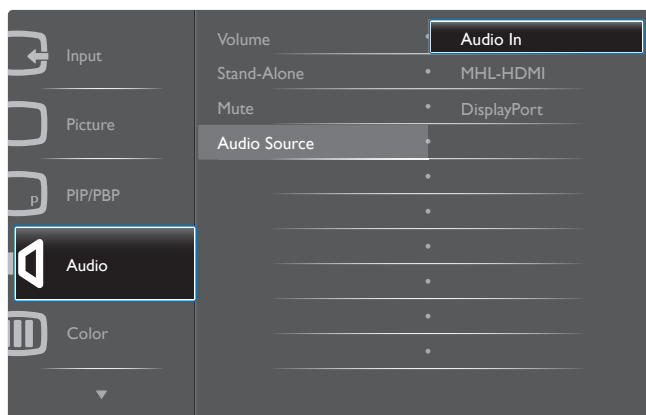 Input
Picture
P
PIP/PBP
Audio
Color
Volume
Stand-Alone
Mute
Audio Source
Audio In
MHL-HDMI
DisplayPort